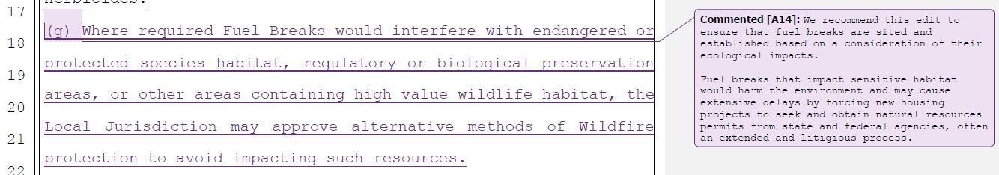 herbicides.
17
(g) Where required Fuel Breaks would interfere with endangered or
18
protected species habitat, regulatory or biological preservation
19
areas, or other areas containing high value wildlife habitat, the
20
Local Jurisdiction may approve alternative methods of Wildfire
21
protection to avoid impacting such resources.
22
Commented [A14]: We recommend this edit to
ensure that fuel breaks are sited and
established based on a consideration of their
ecological impacts.
Fuel breaks that impact sensitive habitat
would harm the environment and may cause
extensive delays by forcing new housing
projects to seek and obtain natural resources
permits from state and federal agencies, often
an extended and litigious process.